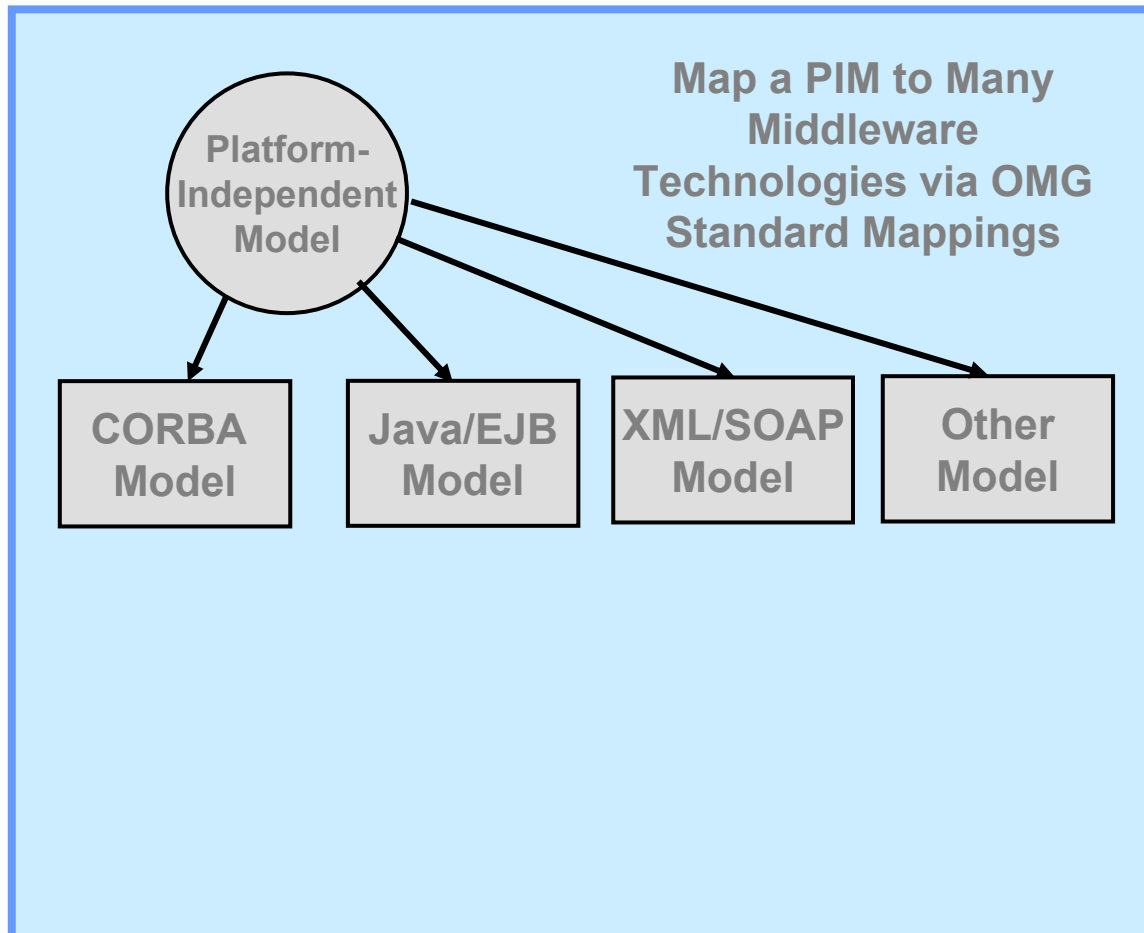 Map a PIM to Many
Middleware
Technologies via OMG
Standard Mappings
Platform-
Independent
Model
CORBA
Model
Java/EJB
Model
XML/SOAP
Model
Other
Model